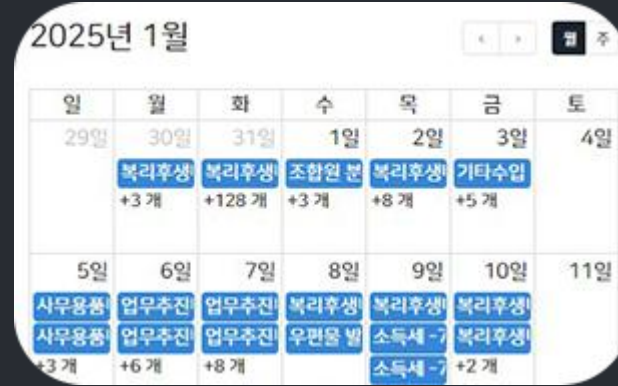 2025년 1월
월 주
일 월 화 수 목 금 토
29일 30일 31일 1일 2일 3일 4일
복리후생 복리후생 조합원 분 복리후생 기타수입
+3 개 +128 개 +3 개 +8 개 +5 개
5일 6일 7일 8일 9일 10일 11일
사무용품 업무추진 업무추진 복리후생 복리후생 복리후생
사무용품 업무추진 업무추진 우편물 발 소득세 -7 복리후생
+3 개 +6 개 +8 개 소득세 -7 +2 개